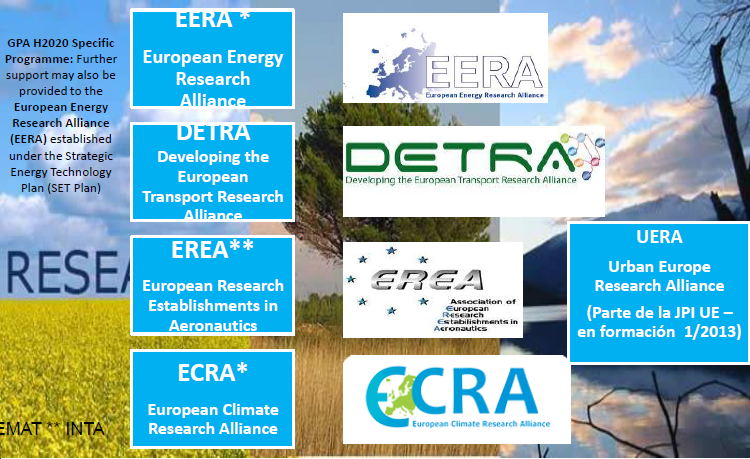 GPA H2020 Specific
Programme: Further
support may also be
provided to the
European Energy
Research Alliance
(EERA) established
under the Strategic
Energy Technology
Plan (SET Plan)
EERA *
European Energy
Research
Alliance
EERA
European Energy Research Alliance
DETRA
Developing the
European
Transport Research
Alliance
DETRA
Developing the European Transport Research Alliance
EREA**
European Research
Establishments in
Aeronautics
EREA
Association of
European
Research
Establishments in
Aeronautics
UERA
Urban Europe
Research Alliance
(Parte de la JPI UE –
en formación 1/2013)
RESEA
ECRA*
European Climate
Research Alliance
ECRA
European Climate Research Alliance
EMAT ** INTA